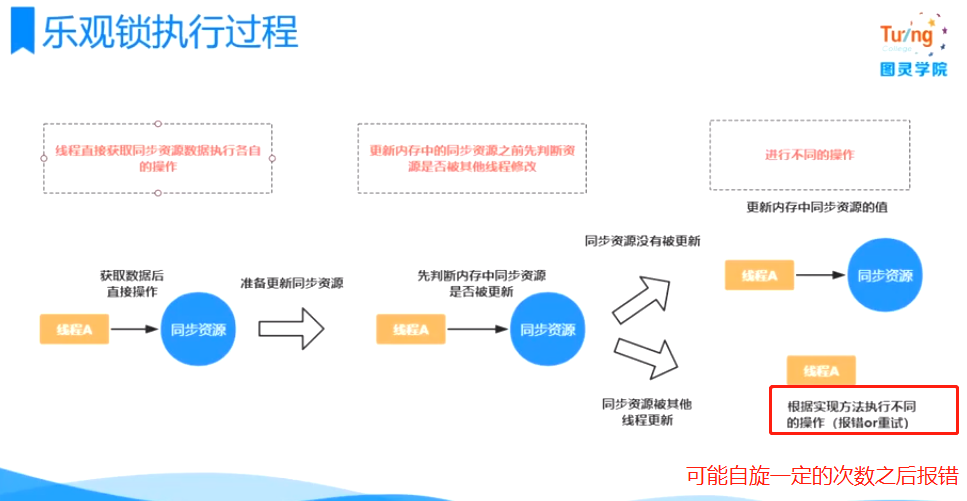 乐观锁执行过程
Turing
College
图灵学院
线程直接获取同步资源数据执行各自
的操作
更新内存中的同步资源之前先判断资
源是否被其他线程修改
进行不同的操作
更新内存中同步资源的值
获取数据后
直接操作
线程A
同步资源
准备更新同步资源
先判断内存中同步资源
是否被更新
线程A
同步资源
同步资源没有被更新
线程A
同步资源
同步资源被其他
线程更新
线程A
根据实现方法执行不同
的操作（报错or重试）
可能自旋一定的次数之后报错